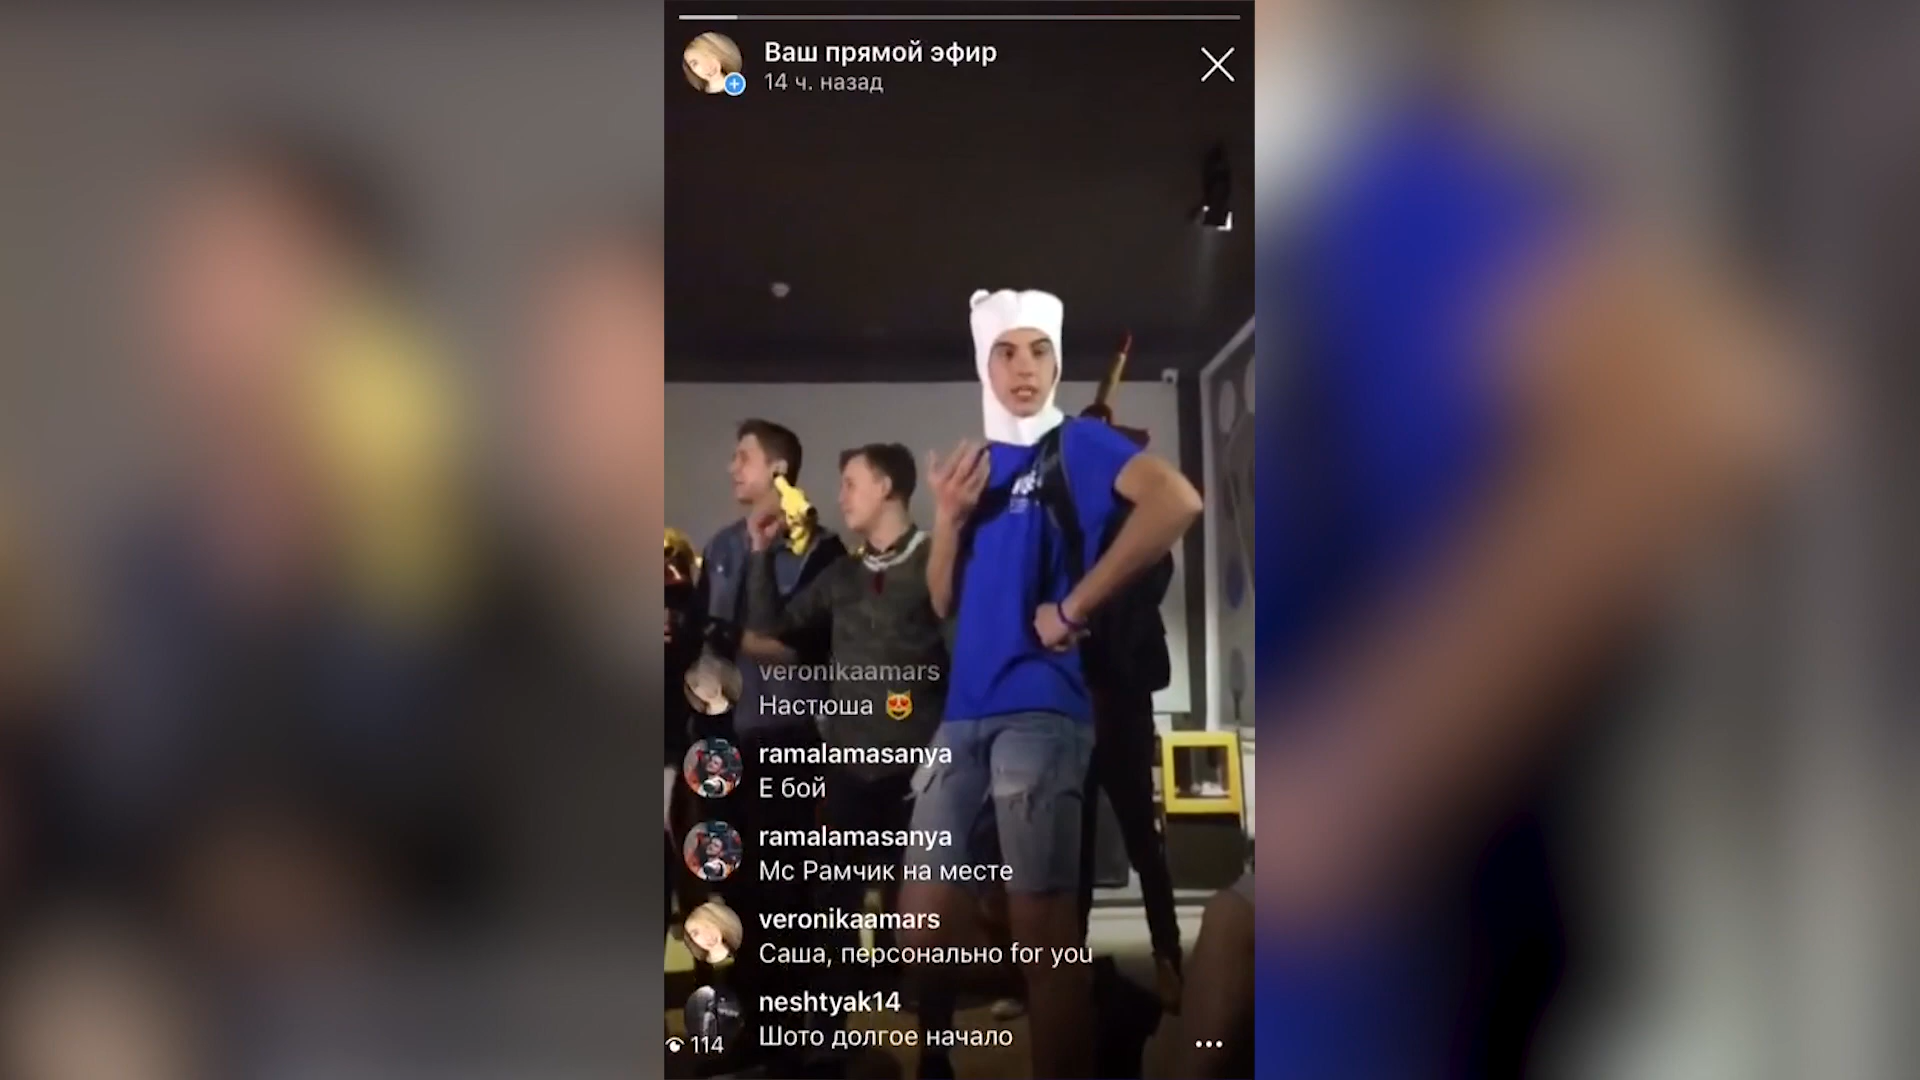 Ваш прямой эфир
14 ч. назад
veronikaamars
Настюша 😻
ramalamasanya
Е бой
ramalamasanya
Мс Рамчик на месте
veronikaamars
Саша, персонально for you
neshtyak14
Шото долгое начало
114